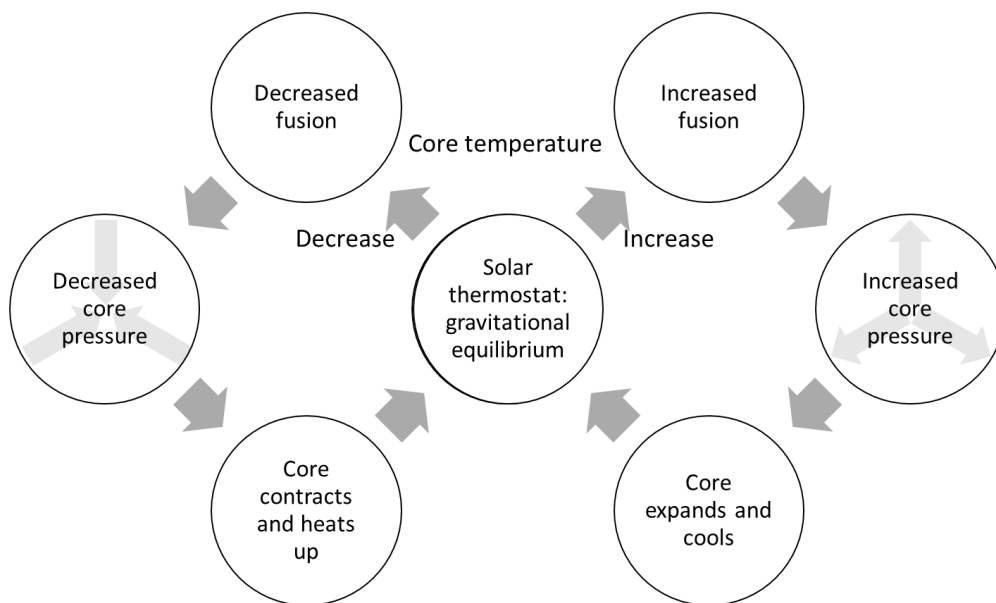 Decreased
fusion
Increased
fusion
Core temperature
Decrease
Increase
Decreased
core
pressure
Solar
thermostat:
gravitational
equilibrium
Increased
core
pressure
Core
contracts
and heats
up
Core
expands and
cools